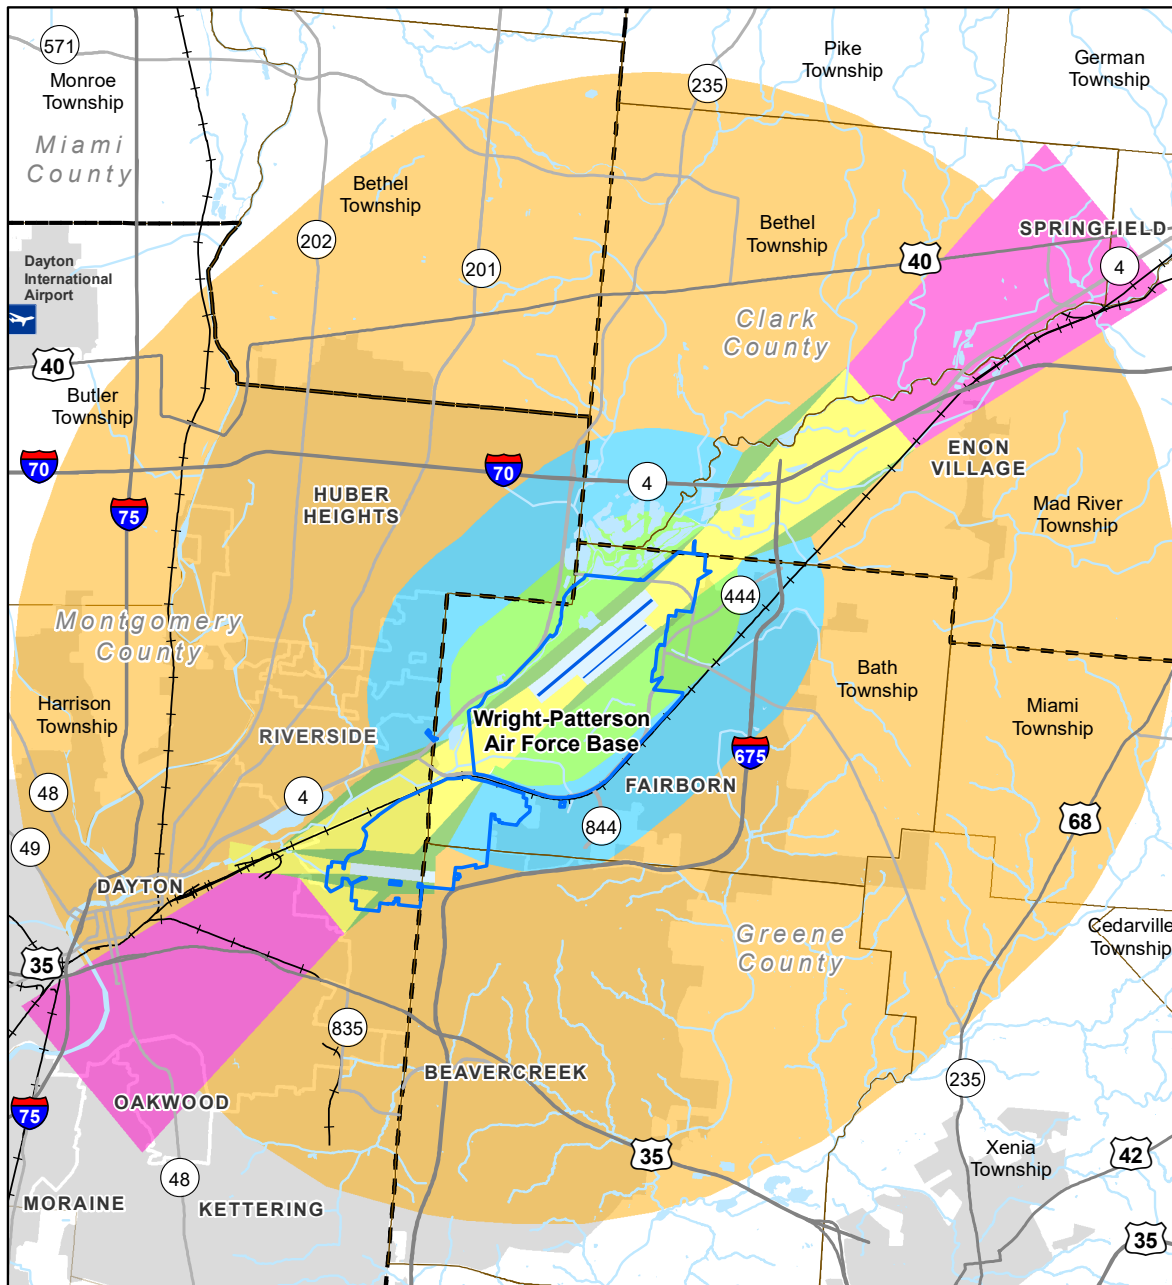 571
Monroe
Township
Miami
County
Pike
Township
German
Township
235
Bethel
Township
202
201
Bethel
Township
SPRINGFIELD
40
4
Dayton
International
Airport
Clark
County
40
Butler
Township
70
75
70
4
HUBER
HEIGHTS
ENON
VILLAGE
Mad River
Township
444
Montgomery
County
Harrison
Township
RIVERSIDE
Wright-Patterson
Air Force Base
Bath
Township
Miami
Township
675
FAIRBORN
48
4
844
68
49
DAYTON
Greene
County
Cedarville
Township
35
835
BEAVERCREEK
235
75
OAKWOOD
35
Xenia
Township
42
48
MORAINE
KETTERING
35